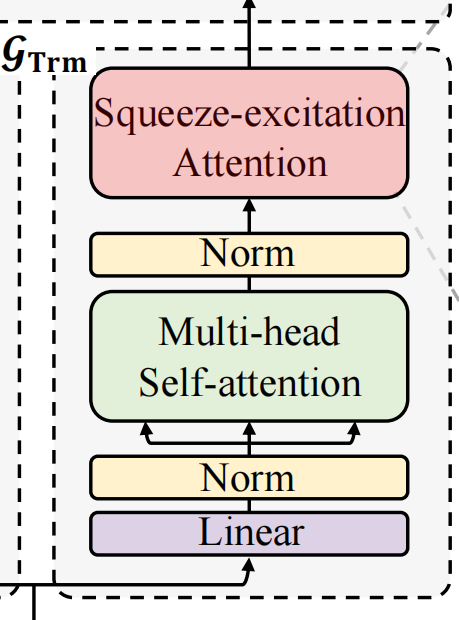 𝒢Trm
Squeeze-excitation
Attention
Norm
Multi-head
Self-attention
Norm
Linear